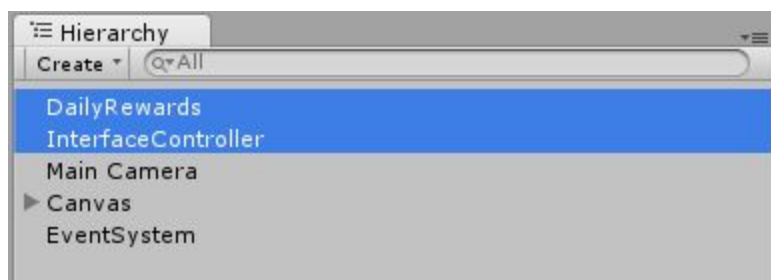 Hierarchy
Create All
DailyRewards
InterfaceController
Main Camera
Canvas
EventSystem